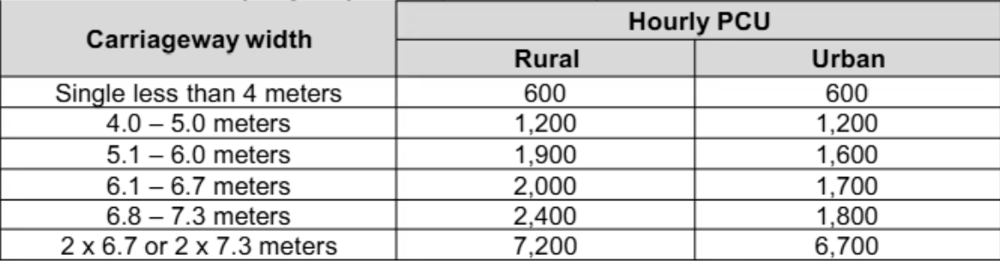 Carriageway width Hourly PCU
Rural Urban
Single less than 4 meters 600 600
4.0 – 5.0 meters 1,200 1,200
5.1 – 6.0 meters 1,900 1,600
6.1 – 6.7 meters 2,000 1,700
6.8 – 7.3 meters 2,400 1,800
2 x 6.7 or 2 x 7.3 meters 7,200 6,700